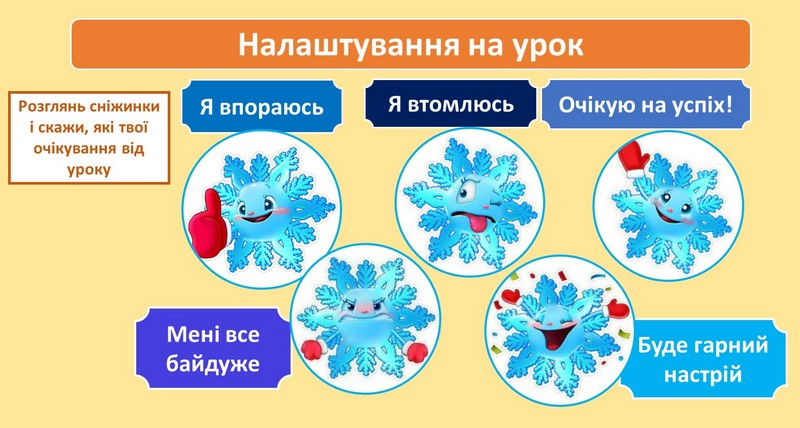 Налаштування на урок
Розглянь сніжинки
і скажи, які твої
очікування від
уроку
Я впораюсь
Я втомлюсь
Очікую на успіх!
Мені все
байдуже
Буде гарний
настрій